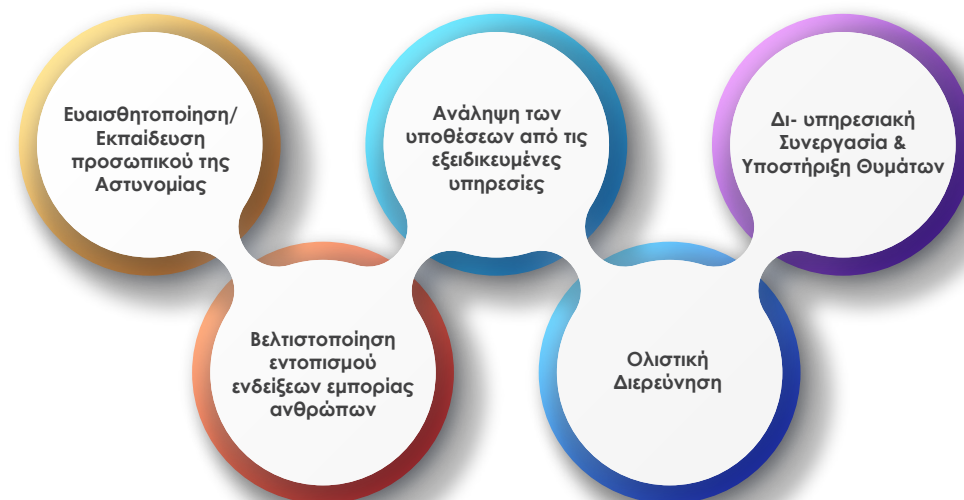 Ευαισθητοποίηση/
Εκπαίδευση
προσωπικού της
Αστυνομίας
Βελτιστοποίηση
εντοπισμού
ενδείξεων εμπορίας
ανθρώπων
Ανάληψη των
υποθέσεων από τις
εξειδικευμένες
υπηρεσίες
Ολιστική
Διερεύνηση
Δι- υπηρεσιακή
Συνεργασία &
Υποστήριξη Θυμάτων